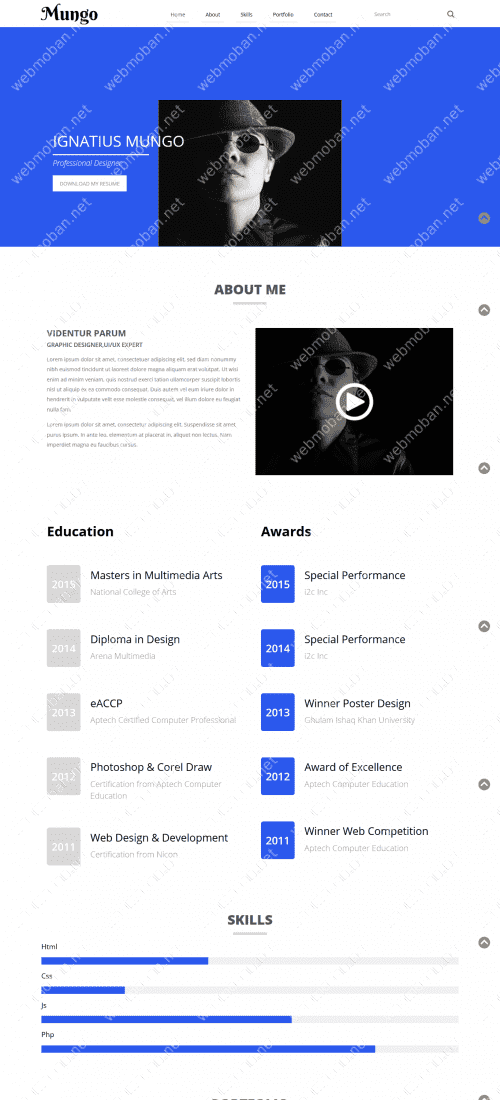 Mungo
Home About Skills Portfolio Contact Search
IGNATIUS MUNGO
Professional Designer
DOWNLOAD MY RESUME
ABOUT ME
VIDENTUR PARUM
GRAPHIC DESIGNER,UI/UX EXPERT
Lorem ipsum dolor sit amet, consectetuer adipiscing elit, sed diam nonummy
nibh euismod tincidunt ut laoreet dolore magna aliquam erat volutpat. Ut wisi
enim ad minim veniam, quis nostrud exerci tation ullamcorper suscipit lobortis
nisl ut aliquip ex ea commodo consequat. Duis autem vel eum iriure dolor in
hendrerit in vulputate velit esse molestie consequat, vel illum dolore eu feugiat
nulla facil.
Lorem ipsum dolor sit amet, consectetur adipiscing elit. Suspendisse sit amet
purus ipsum. In ante leo, elementum at placerat in, aliquet non lectus. Nam
imperdiet magna eu faucibus cursus.
Education
2015 Masters in Multimedia Arts
National College of Arts
2014 Diploma in Design
Arena Multimedia
2013 eACCP
Aptech Certified Computer Professional
2012 Photoshop & Corel Draw
Certification from Aptech Computer
Education
2011 Web Design & Development
Certification from Nicon
Awards
2015 Special Performance
i2c Inc
2014 Special Performance
i2c Inc
2013 Winner Poster Design
Ghulam Ishaq Khan University
2012 Award of Excellence
Aptech Computer Education
2011 Winner Web Competition
Aptech Computer Education
SKILLS
Html
Css
Js
Php
webmoban.net